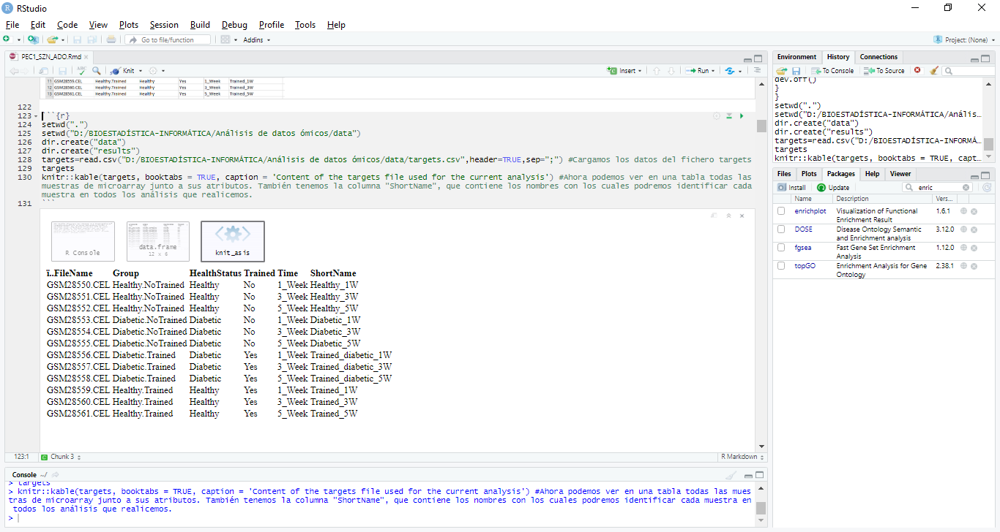 RStudio
File Edit Code View Plots Session Build Debug Profile Tools Help
Go to file/function Addins Project: (None)
PEC1_SZN_ADO.Rmd
ABC Knit Insert Run
11 GSM28559.CEL Healthy.Trained Healthy Yes 1_Week Trained_1W
12 GSM28560.CEL Healthy.Trained Healthy Yes 3_Week Trained_3W
13 GSM28561.CEL Healthy.Trained Healthy Yes 5_Week Trained_5W
122
123 ```{r}
124 setwd(".")
125 setwd("D:/BIOESTADÍSTICA-INFORMÁTICA/Análisis de datos ómicos/data")
126 dir.create("data")
127 dir.create("results")
128 targets=read.csv("D:/BIOESTADÍSTICA-INFORMÁTICA/Análisis de datos ómicos/data/targets.csv",header=TRUE,sep=";") #Cargamos los datos del fichero targets
129 targets
130 knitr::kable(targets, booktabs = TRUE, caption = 'Content of the targets file used for the current analysis') #Ahora podemos ver en una tabla todas las
muestras de microarray junto a sus atributos. También tenemos la columna "ShortName", que contiene los nombres con los cuales podremos identificar cada
muestra en todos los análisis que realicemos.
131 ```
R Console
data.frame
12 x 6
knit_asis
ï..FileName Group HealthStatus Trained Time ShortName
GSM28550.CEL Healthy.NoTrained Healthy No 1_Week Healthy_1W
GSM28551.CEL Healthy.NoTrained Healthy No 3_Week Healthy_3W
GSM28552.CEL Healthy.NoTrained Healthy No 5_Week Healthy_5W
GSM28553.CEL Diabetic.NoTrained Diabetic No 1_Week Diabetic_1W
GSM28554.CEL Diabetic.NoTrained Diabetic No 3_Week Diabetic_3W
GSM28555.CEL Diabetic.NoTrained Diabetic No 5_Week Diabetic_5W
GSM28556.CEL Diabetic.Trained Diabetic Yes 1_Week Trained_diabetic_1W
GSM28557.CEL Diabetic.Trained Diabetic Yes 3_Week Trained_diabetic_3W
GSM28558.CEL Diabetic.Trained Diabetic Yes 5_Week Trained_diabetic_5W
GSM28559.CEL Healthy.Trained Healthy Yes 1_Week Trained_1W
GSM28560.CEL Healthy.Trained Healthy Yes 3_Week Trained_3W
GSM28561.CEL Healthy.Trained Healthy Yes 5_Week Trained_5W
123:1 Chunk 3 R Markdown
Console ~/
> targets
> knitr::kable(targets, booktabs = TRUE, caption = 'Content of the targets file used for the current analysis') #Ahora podemos ver en una tabla todas las mues
tras de microarray junto a sus atributos. También tenemos la columna "ShortName", que contiene los nombres con los cuales podremos identificar cada muestra en
todos los análisis que realicemos.
>
Environment History Connections
To Console To Source
dev.off()
}
}
setwd(".")
setwd("D:/BIOESTADÍSTICA-INFORMÁTICA/Anális…
dir.create("data")
dir.create("results")
targets=read.csv("D:/BIOESTADÍSTICA-INFORMÁ…
targets
knitr::kable(targets, booktabs = TRUE, capt…
Files Plots Packages Help Viewer
Install Update enric
Name Description Vers...
enrichplot Visualization of Functional 1.6.1
Enrichment Result
DOSE Disease Ontology Semantic 3.12.0
and Enrichment analysis
fgsea Fast Gene Set Enrichment 1.12.0
Analysis
topGO Enrichment Analysis for Gene 2.38.1
Ontology